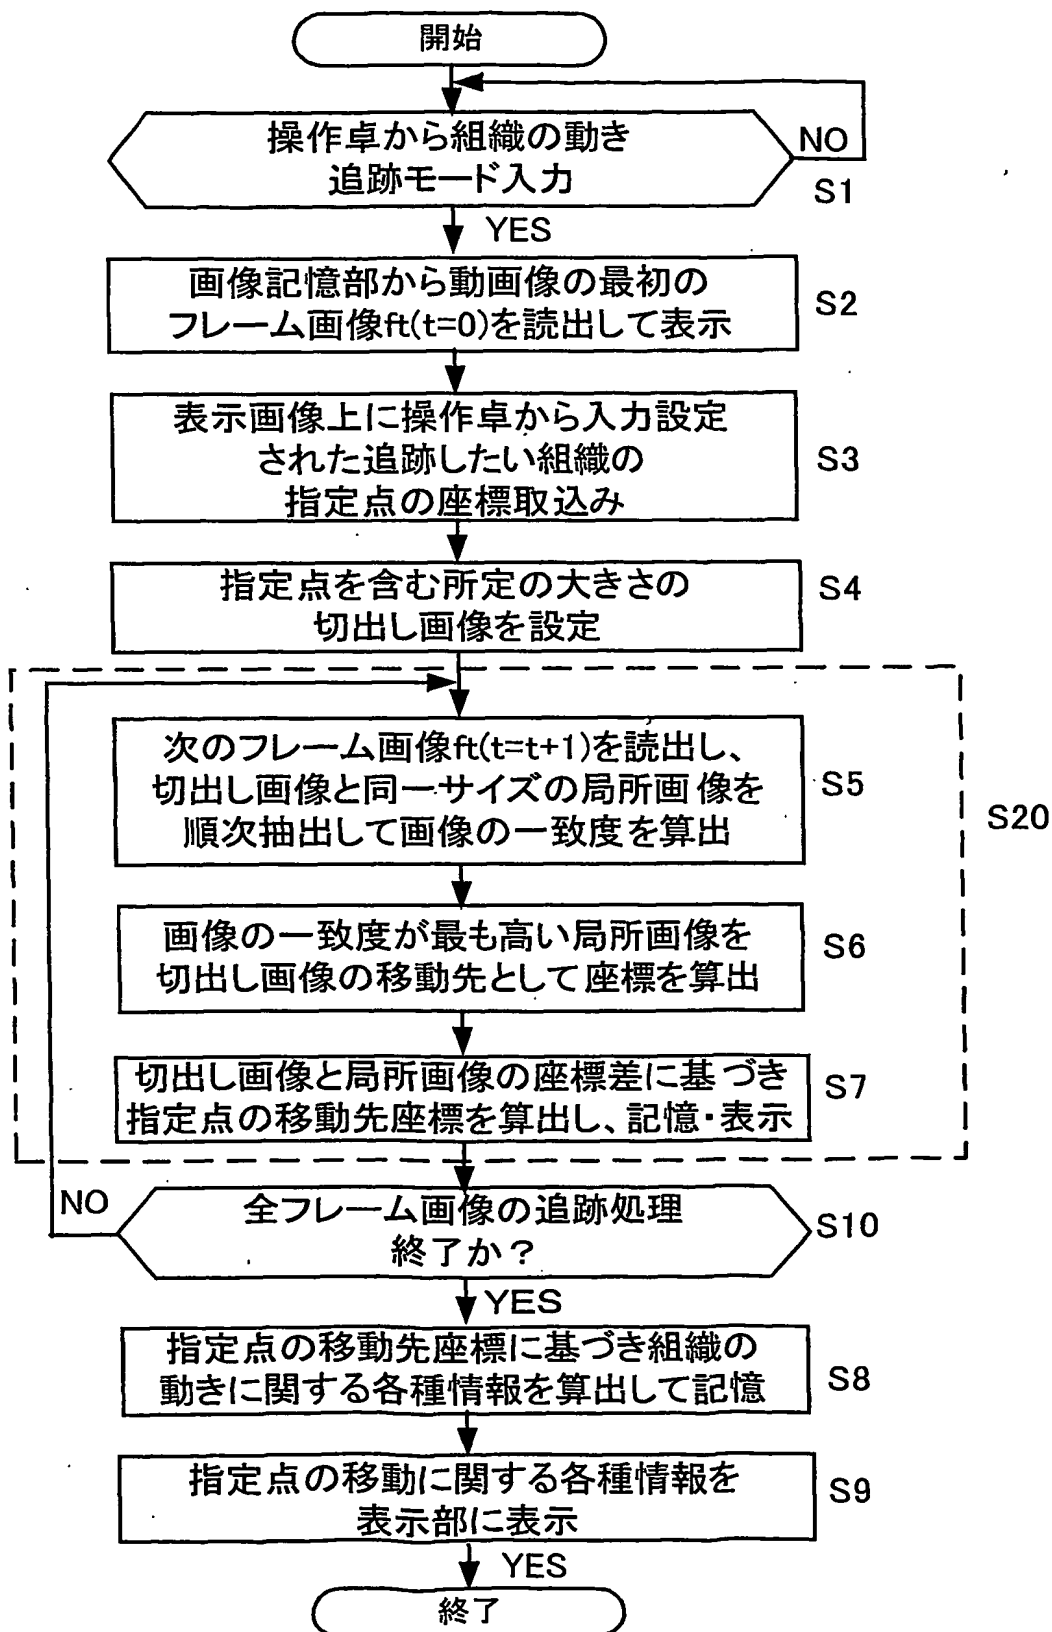 開始
操作卓から組織の動き
追跡モード入力
NO
S1
YES
画像記憶部から動画像の最初の
フレーム画像ft(t=0)を読出して表示
S2
表示画像上に操作卓から入力設定
された追跡したい組織の
指定点の座標取込み
S3
指定点を含む所定の大きさの
切出し画像を設定
S4
次のフレーム画像ft(t=t+1)を読出し、
切出し画像と同一サイズの局所画像を
順次抽出して画像の一致度を算出
S5
S20
画像の一致度が最も高い局所画像を
切出し画像の移動先として座標を算出
S6
切出し画像と局所画像の座標差に基づき
指定点の移動先座標を算出し、記憶・表示
S7
NO
全フレーム画像の追跡処理
終了か？
S10
YES
指定点の移動先座標に基づき組織の
動きに関する各種情報を算出して記憶
S8
指定点の移動に関する各種情報を
表示部に表示
S9
YES
終了